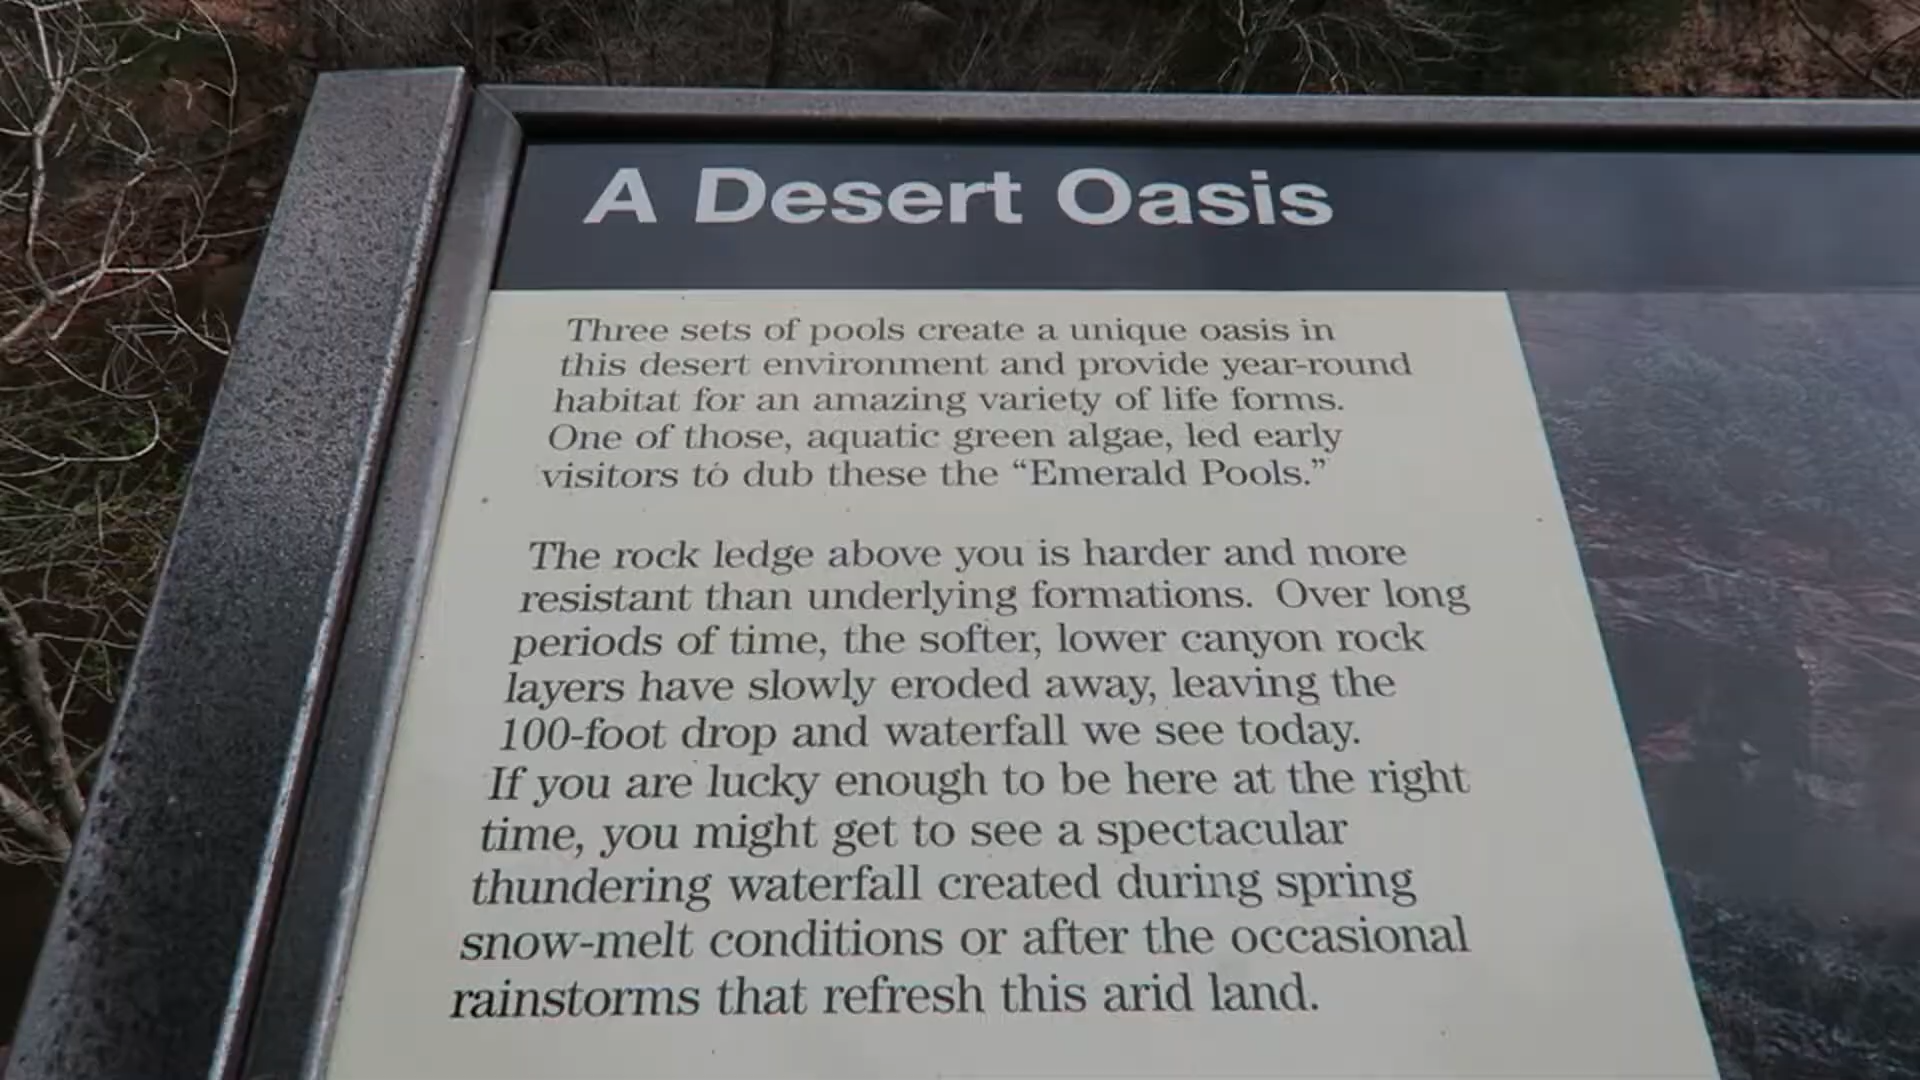 A Desert Oasis
Three sets of pools create a unique oasis in
this desert environment and provide year-round
habitat for an amazing variety of life forms.
One of those, aquatic green algae, led early
visitors to dub these the “Emerald Pools.”
The rock ledge above you is harder and more
resistant than underlying formations. Over long
periods of time, the softer, lower canyon rock
layers have slowly eroded away, leaving the
100-foot drop and waterfall we see today.
If you are lucky enough to be here at the right
time, you might get to see a spectacular
thundering waterfall created during spring
snow-melt conditions or after the occasional
rainstorms that refresh this arid land.